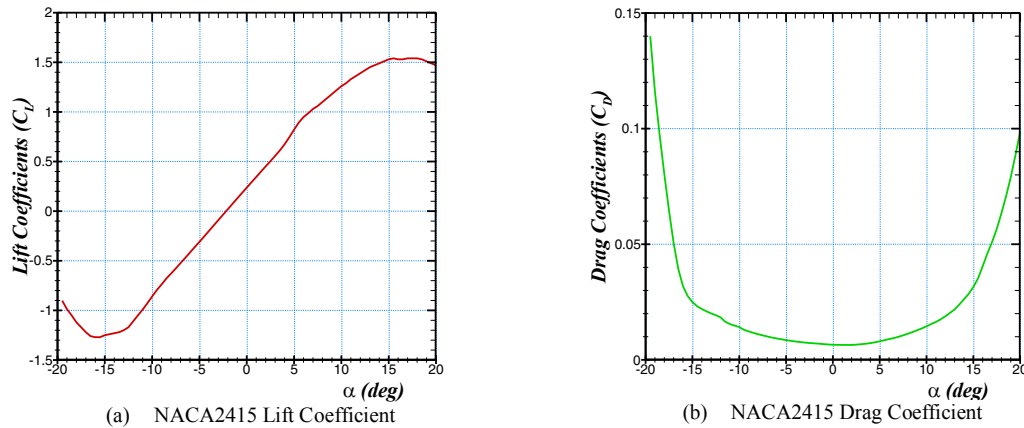 2
1.5
1
0.5
0
-0.5
-1
-1.5
-20 -15 -10 -5 0 5 10 15 20
Lift Coefficients (C_L)
α (deg)
(a) NACA2415 Lift Coefficient
0.15
0.1
0.05
0
-20 -15 -10 -5 0 5 10 15 20
Drag Coefficients (C_D)
α (deg)
(b) NACA2415 Drag Coefficient